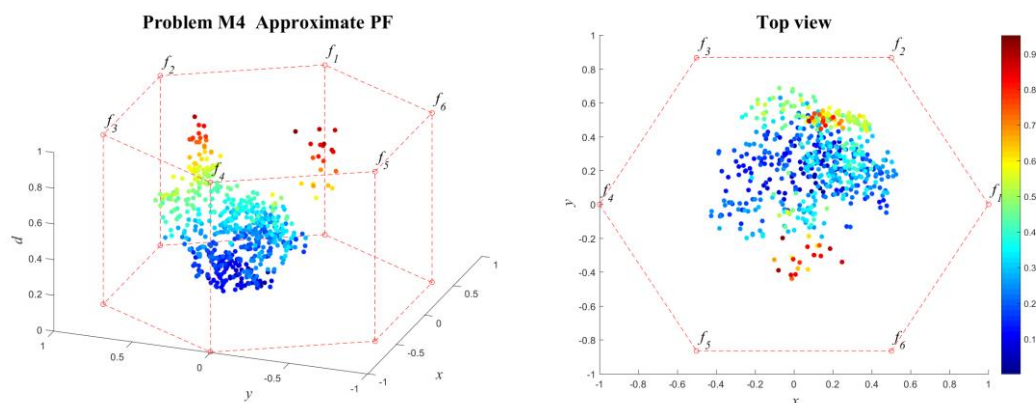 Problem M4 Approximate PF
f1
f2
f6
f3
f5
f4
1
0.8
0.6
0.4
0.2
0
d
1
0.5
0
-0.5
-1
y
-1
-0.5
0
0.5
1
x
Top view
1
0.8
0.6
0.4
0.2
0
-0.2
-0.4
-0.6
-0.8
-1
y
f3
f2
f4
f1
f5
f6
-1 -0.8 -0.6 -0.4 -0.2 0 0.2 0.4 0.6 0.8 1
x
0.9
0.8
0.7
0.6
0.5
0.4
0.3
0.2
0.1